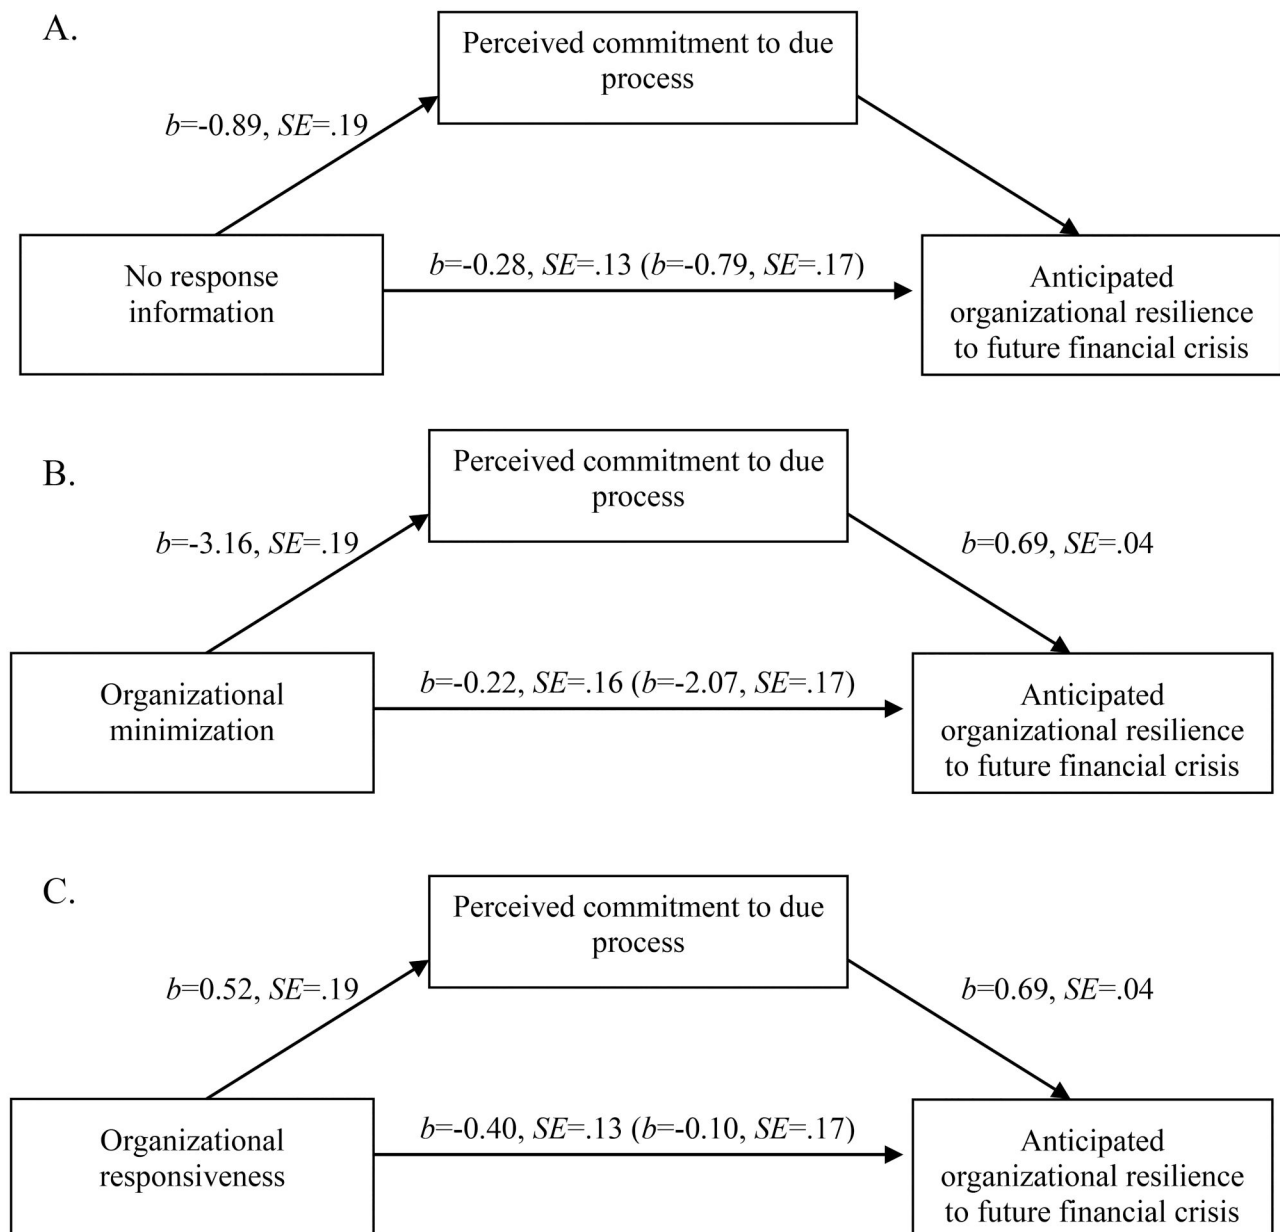 A.
Perceived commitment to due
process
b=-0.89, SE=.19
No response
information
b=-0.28, SE=.13 (b=-0.79, SE=.17)
Anticipated
organizational resilience
to future financial crisis
B.
Perceived commitment to due
process
b=-3.16, SE=.19
b=0.69, SE=.04
Organizational
minimization
b=-0.22, SE=.16 (b=-2.07, SE=.17)
Anticipated
organizational resilience
to future financial crisis
C.
Perceived commitment to due
process
b=0.52, SE=.19
b=0.69, SE=.04
Organizational
responsiveness
b=-0.40, SE=.13 (b=-0.10, SE=.17)
Anticipated
organizational resilience
to future financial crisis